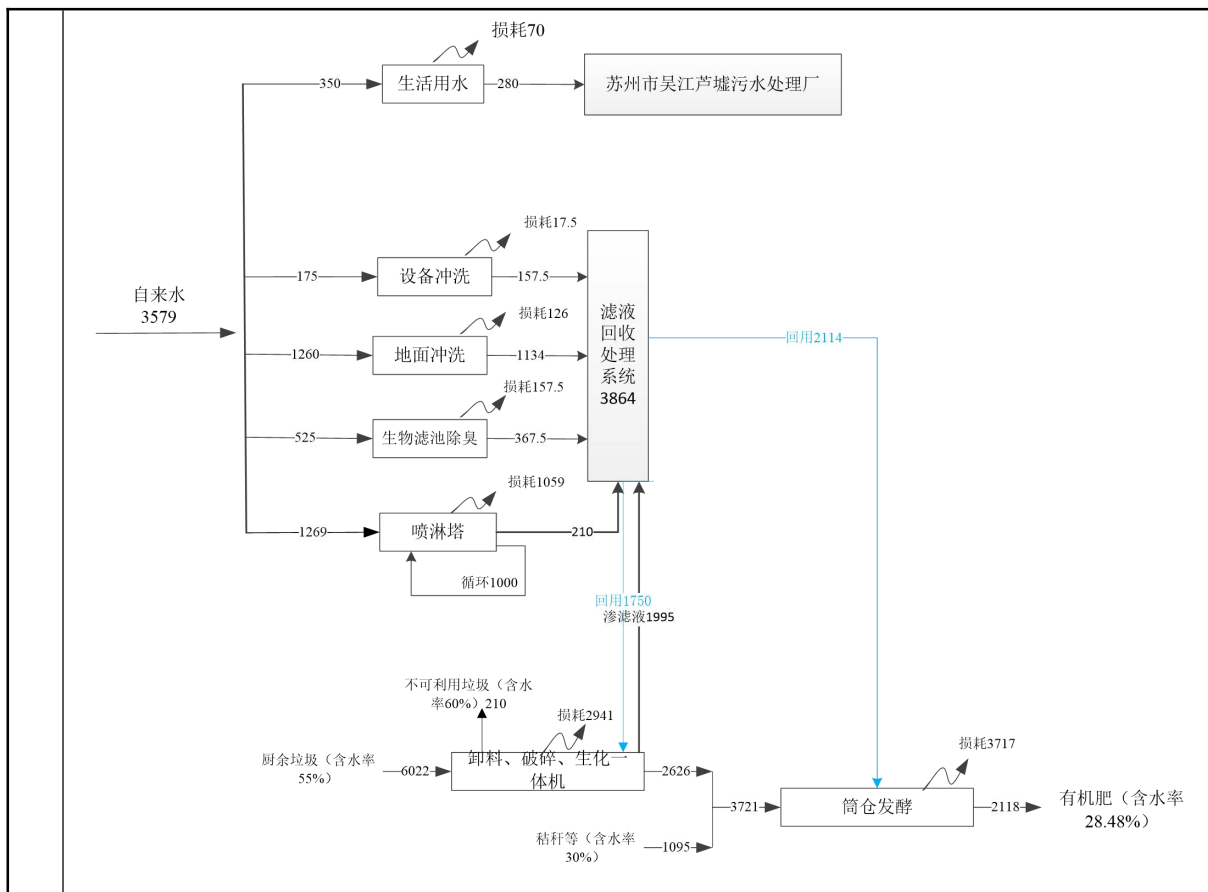 损耗70
350
生活用水
280
苏州市吴江芦墟污水处理厂
损耗17.5
175
设备冲洗
157.5
自来水
3579
损耗126
1260
地面冲洗
1134
滤液
回收
处理
系统
3864
回用2114
损耗157.5
525
生物滤池除臭
367.5
损耗1059
1269
喷淋塔
210
循环1000
回用1750
渗滤液1995
不可利用垃圾（含水
率60%）210
损耗2941
厨余垃圾（含水率
55%）
6022
卸料、破碎、生化一
体机
2626
损耗3717
3721
筒仓发酵
2118
有机肥（含水率
28.48%）
秸秆等（含水率
30%）
1095